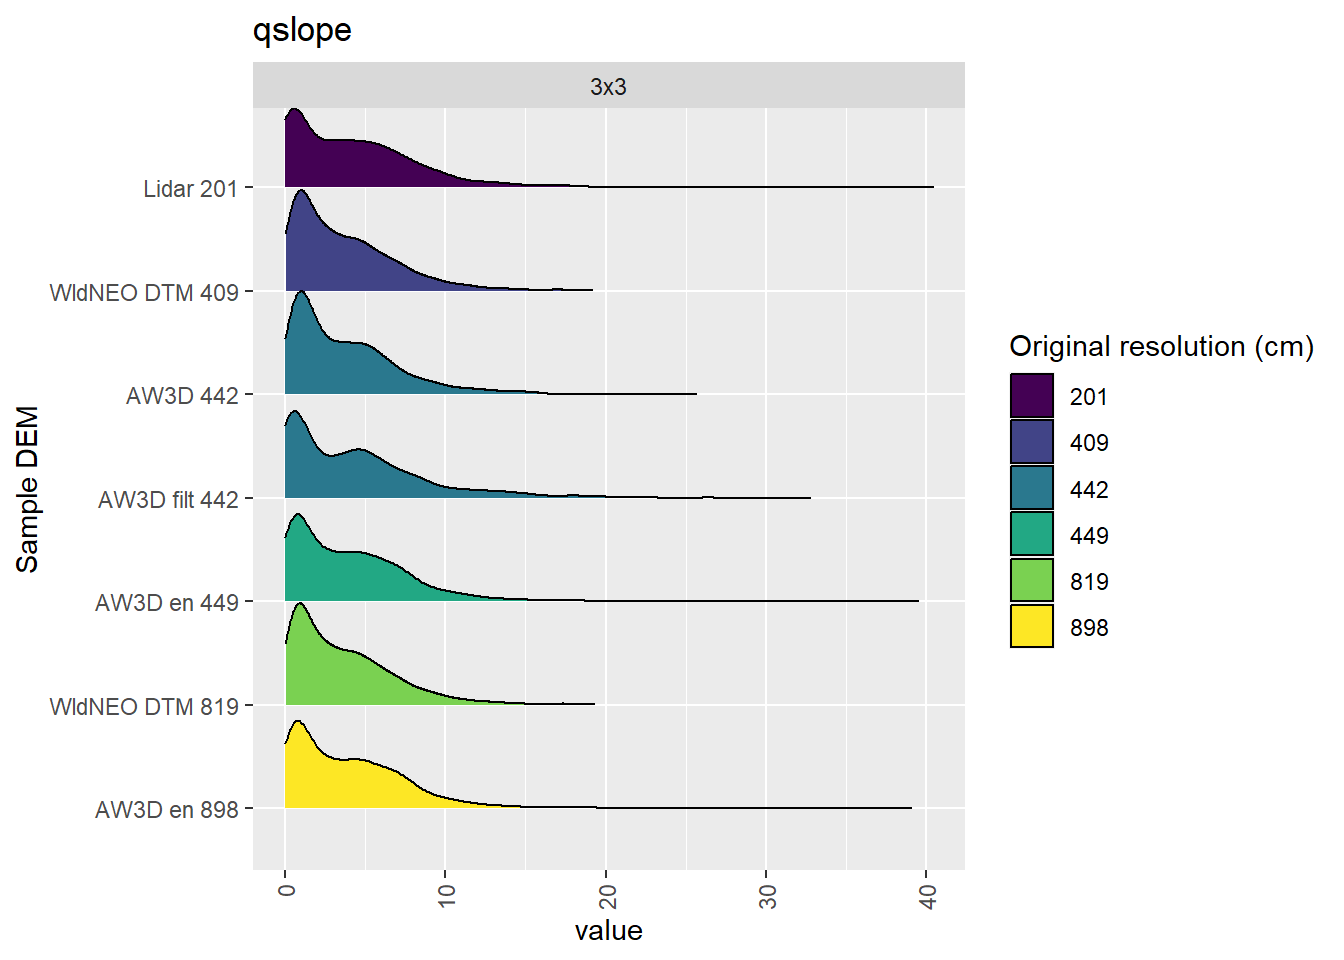 qslope
3x3
Lidar 201
WldNEO DTM 409
AW3D 442
AW3D filt 442
AW3D en 449
WldNEO DTM 819
AW3D en 898
Sample DEM
0
10
20
30
40
value
Original resolution (cm)
201
409
442
449
819
898